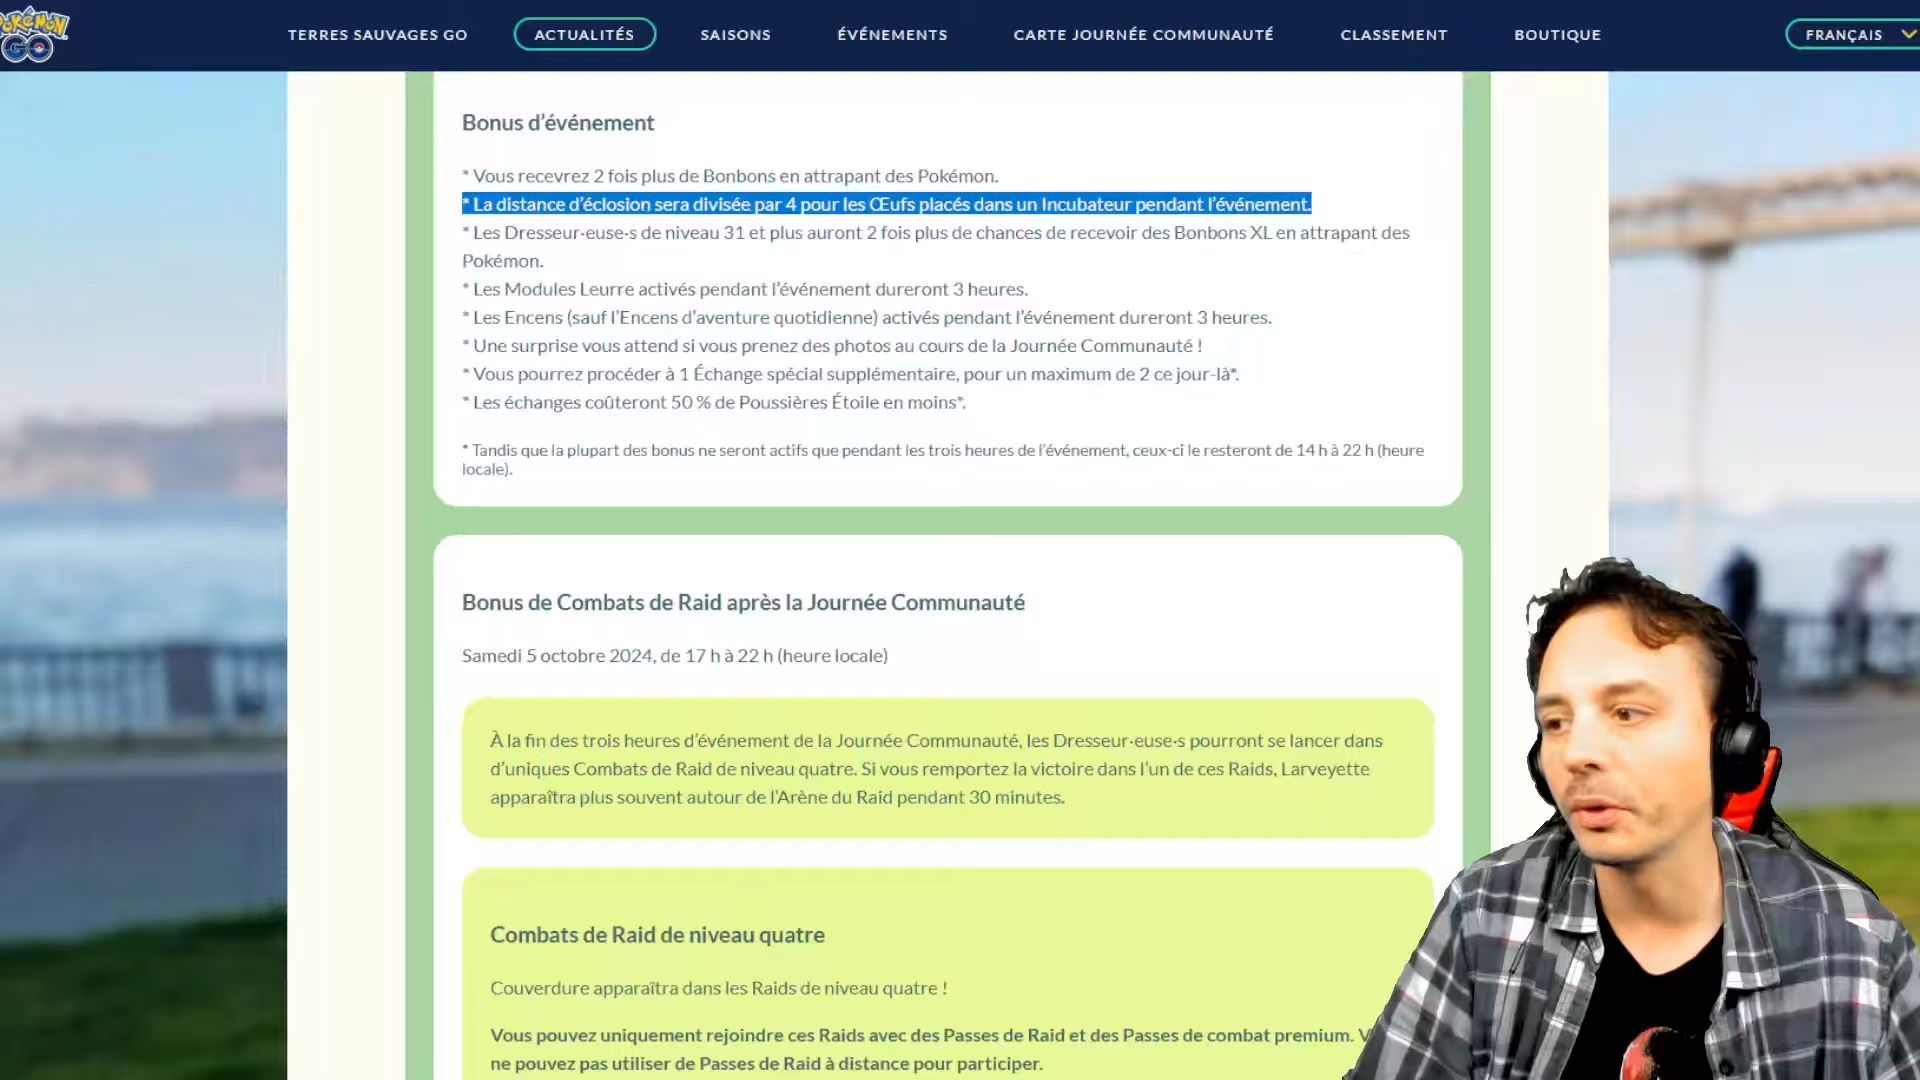 Pokémon
GO
TERRES SAUVAGES GO
ACTUALITÉS
SAISONS
ÉVÉNEMENTS
CARTE JOURNÉE COMMUNAUTÉ
CLASSEMENT
BOUTIQUE
FRANÇAIS
Bonus d’événement
* Vous recevrez 2 fois plus de Bonbons en attrapant des Pokémon.
* La distance d’éclosion sera divisée par 4 pour les Œufs placés dans un Incubateur pendant l’événement.
* Les Dresseur·euse·s de niveau 31 et plus auront 2 fois plus de chances de recevoir des Bonbons XL en attrapant des
Pokémon.
* Les Modules Leurre activés pendant l’événement dureront 3 heures.
* Les Encens (sauf l’Encens d’aventure quotidienne) activés pendant l’événement dureront 3 heures.
* Une surprise vous attend si vous prenez des photos au cours de la Journée Communauté !
* Vous pourrez procéder à 1 Échange spécial supplémentaire, pour un maximum de 2 ce jour-là*.
* Les échanges coûteront 50 % de Poussières Étoile en moins*.
* Tandis que la plupart des bonus ne seront actifs que pendant les trois heures de l’événement, ceux-ci le resteront de 14 h à 22 h (heure
locale).
Bonus de Combats de Raid après la Journée Communauté
Samedi 5 octobre 2024, de 17 h à 22 h (heure locale)
À la fin des trois heures d’événement de la Journée Communauté, les Dresseur·euse·s pourront se lancer dans
d’uniques Combats de Raid de niveau quatre. Si vous remportez la victoire dans l’un de ces Raids, Larveyette
apparaîtra plus souvent autour de l’Arène du Raid pendant 30 minutes.
Combats de Raid de niveau quatre
Couverdure apparaîtra dans les Raids de niveau quatre !
Vous pouvez uniquement rejoindre ces Raids avec des Passes de Raid et des Passes de combat premium.
ne pouvez pas utiliser de Passes de Raid à distance pour participer.